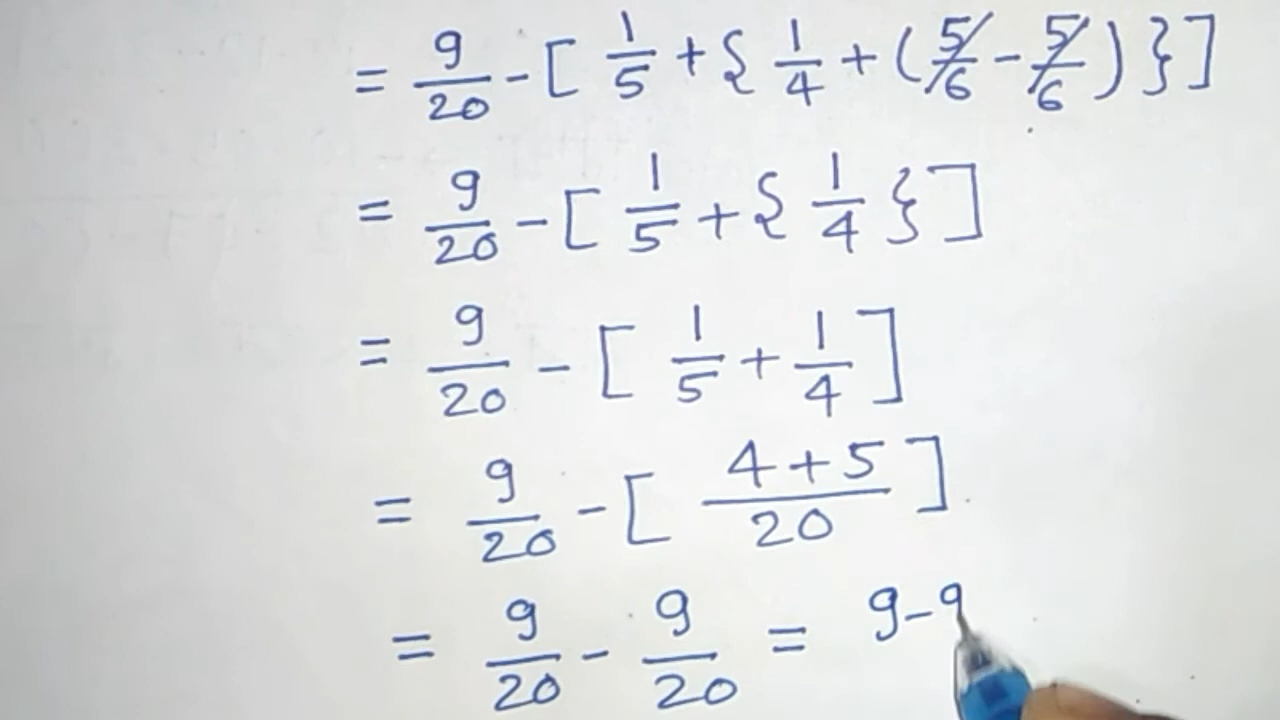 = 9/20 - [ 1/5 + { 1/4 + ( 5/6 - 5/6 ) } ]
= 9/20 - [ 1/5 + { 1/4 } ]
= 9/20 - [ 1/5 + 1/4 ]
= 9/20 - [ 4+5/20 ]
= 9/20 - 9/20 = 9-9